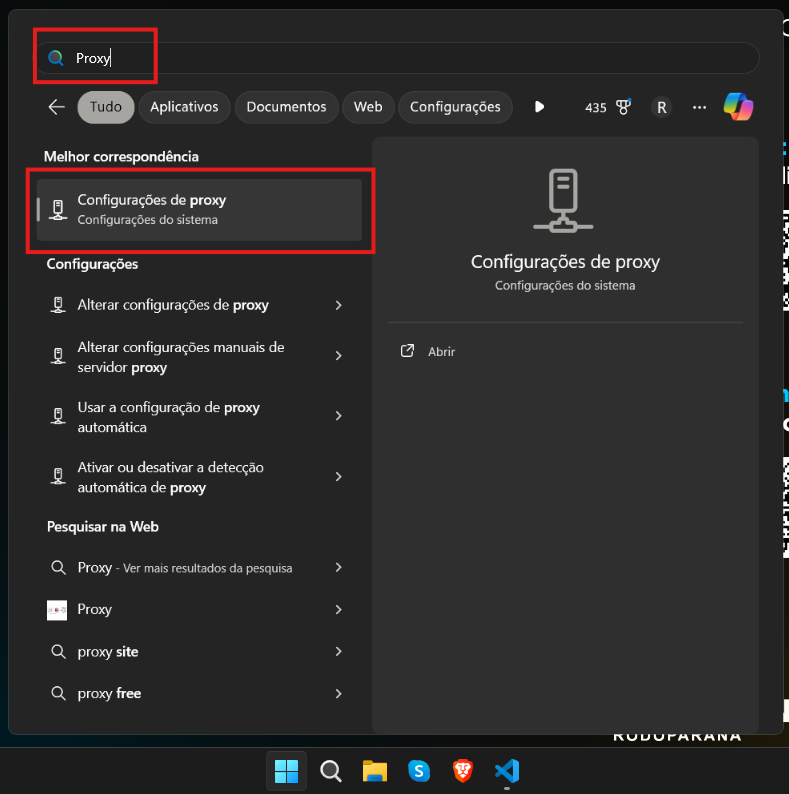 Proxy
Tudo Aplicativos Documentos Web Configurações 435 R ...
Melhor correspondência
Configurações de proxy
Configurações do sistema
Configurações
Alterar configurações de proxy
Alterar configurações manuais de
servidor proxy
Usar a configuração de proxy
automática
Ativar ou desativar a detecção
automática de proxy
Pesquisar na Web
Proxy - Ver mais resultados da pesquisa
Proxy
proxy site
proxy free
Configurações de proxy
Configurações do sistema
Abrir
RODOPARANÁ
S